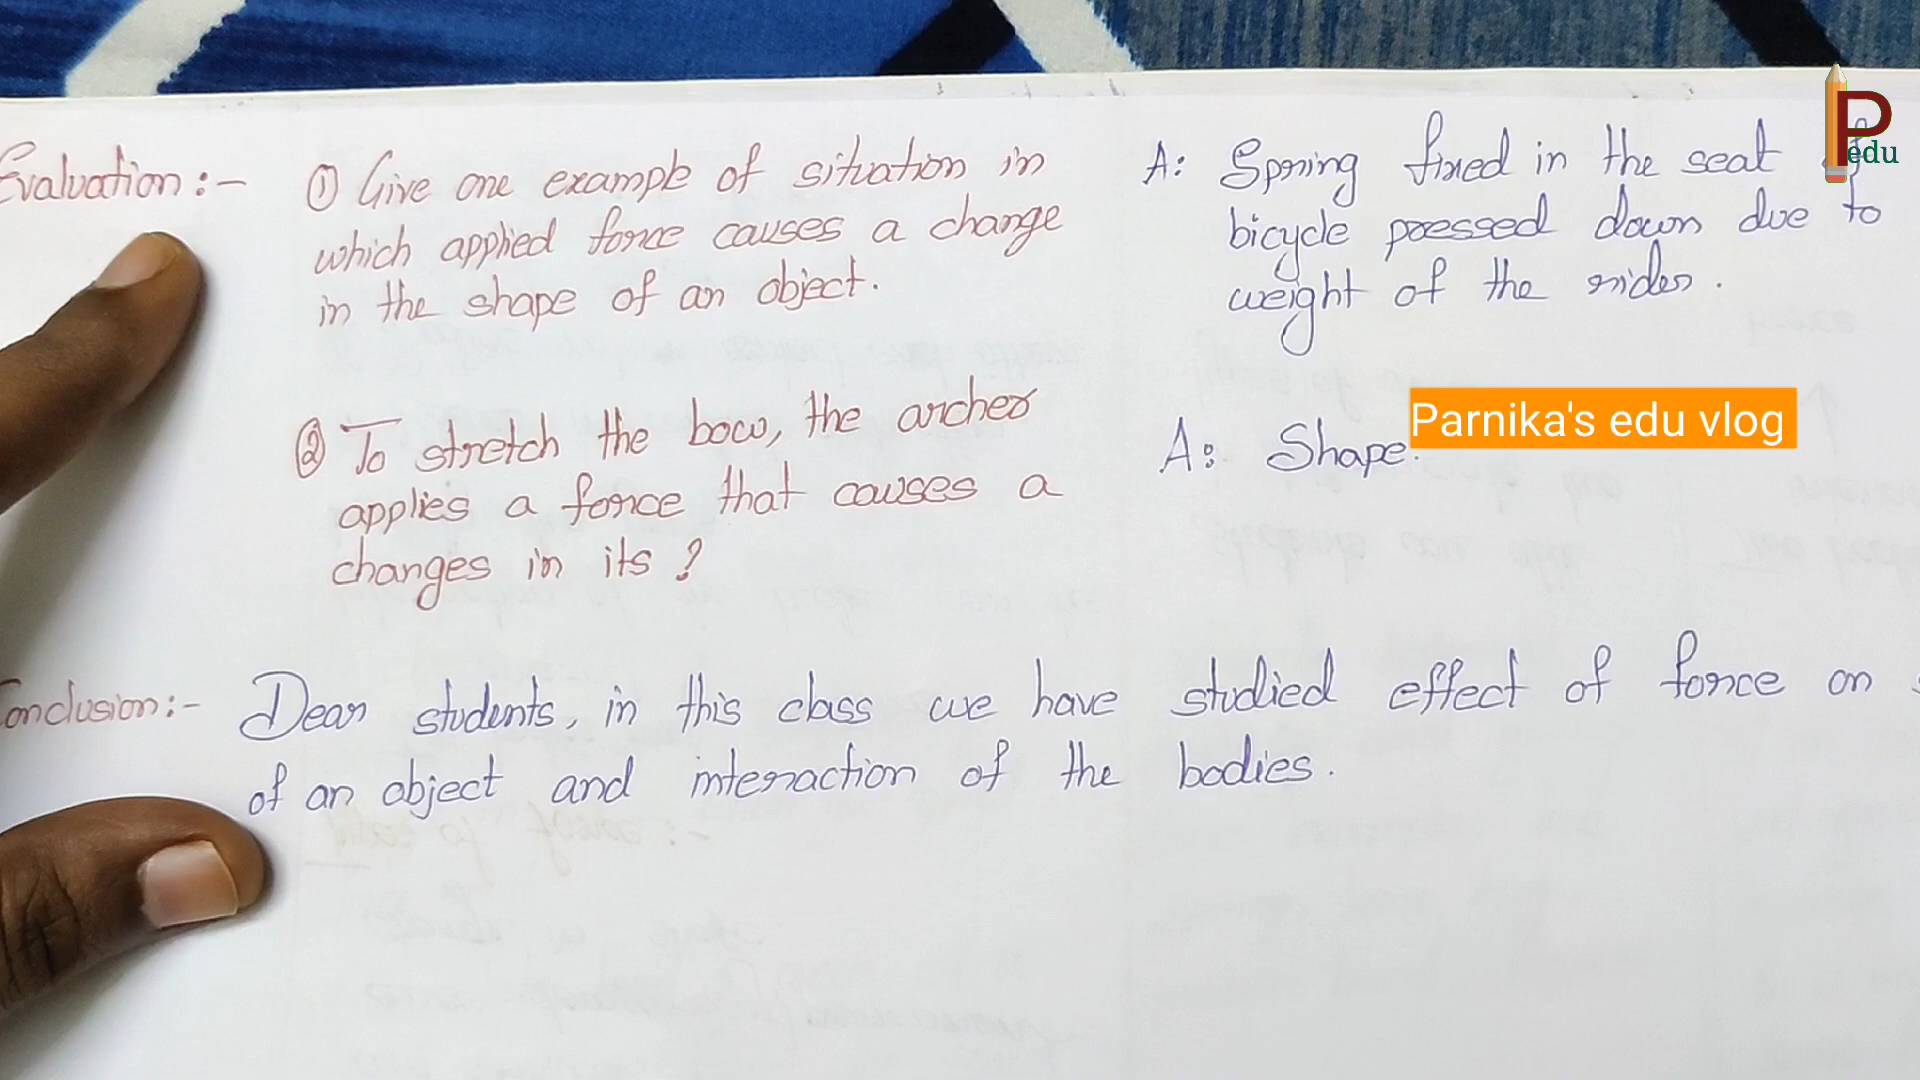 Evaluation:- ① Give one example of situation in
which applied force causes a change
in the shape of an object.
A: Spring fixed in the seat
bicycle pressed down due to
weight of the rider.
② To stretch the bow, the archer
applies a force that causes a
changes in its ?
A: Shape.
Conclusion:- Dear students, in this class we have studied effect of force on
of an object and interaction of the bodies.
P
edu
Parnika's edu vlog